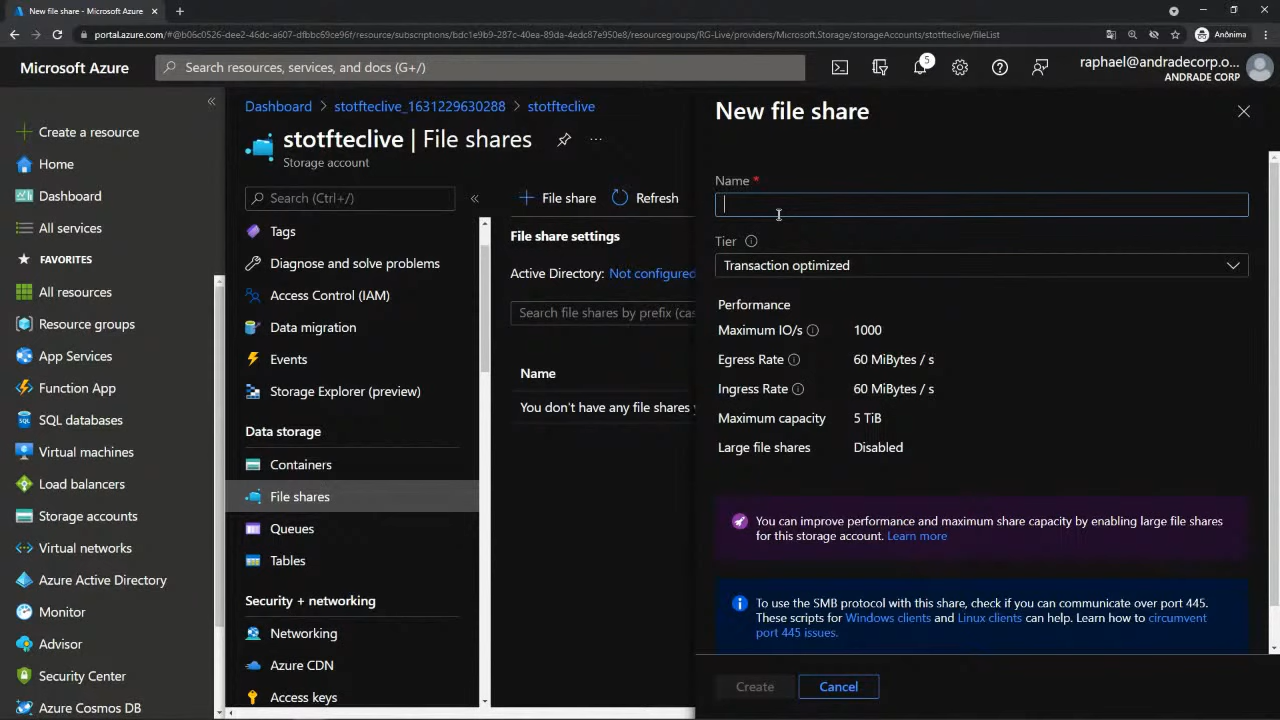 New file share - Microsoft Azure
portal.azure.com/#@b06c0526-dee2-46dc-a607-dfbbc69ce96f/resource/subscriptions/bdc1e9b9-287c-40ea-89da-4edc87e950e8/resourcegroups/RG-Live/providers/Microsoft.Storage/storageAccounts/stotfteclive/fileList
Anônima
Microsoft Azure
Search resources, services, and docs (G+/)
5
raphael@andradecorp.o...
ANDRADE CORP
Create a resource
Home
Dashboard
All services
FAVORITES
All resources
Resource groups
App Services
Function App
SQL databases
Virtual machines
Load balancers
Storage accounts
Virtual networks
Azure Active Directory
Monitor
Advisor
Security Center
Azure Cosmos DB
Dashboard > stotfteclive_1631229630288 > stotfteclive
stotfteclive | File shares
Storage account
Search (Ctrl+/)
Tags
Diagnose and solve problems
Access Control (IAM)
Data migration
Events
Storage Explorer (preview)
Data storage
Containers
File shares
Queues
Tables
Security + networking
Networking
Azure CDN
Access keys
File share
Refresh
File share settings
Active Directory: Not configured
Search file shares by prefix (cas
Name
You don't have any file shares
New file share
Name *
Tier
Transaction optimized
Performance
Maximum IO/s 1000
Egress Rate 60 MiBytes / s
Ingress Rate 60 MiBytes / s
Maximum capacity 5 TiB
Large file shares Disabled
You can improve performance and maximum share capacity by enabling large file shares
for this storage account. Learn more
To use the SMB protocol with this share, check if you can communicate over port 445.
These scripts for Windows clients and Linux clients can help. Learn how to circumvent
port 445 issues.
Create
Cancel